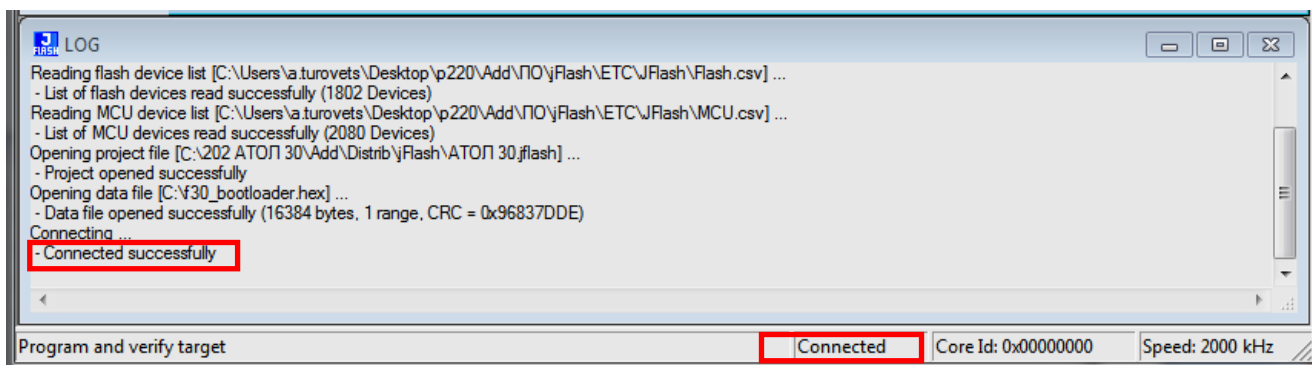 J
FLASH
LOG
Reading flash device list [C:\Users\a.turovets\Desktop\p220\Add\ПО\jFlash\ETC\JFlash\Flash.csv] ...
- List of flash devices read successfully (1802 Devices)
Reading MCU device list [C:\Users\a.turovets\Desktop\p220\Add\ПО\jFlash\ETC\JFlash\MCU.csv] ...
- List of MCU devices read successfully (2080 Devices)
Opening project file [C:\202 АТОЛ 30\Add\Distrib\jFlash\АТОЛ 30.jflash] ...
- Project opened successfully
Opening data file [C:\f30_bootloader.hex] ...
- Data file opened successfully (16384 bytes, 1 range, CRC = 0x96837DDE)
Connecting ...
- Connected successfully
Program and verify target Connected Core Id: 0x00000000 Speed: 2000 kHz